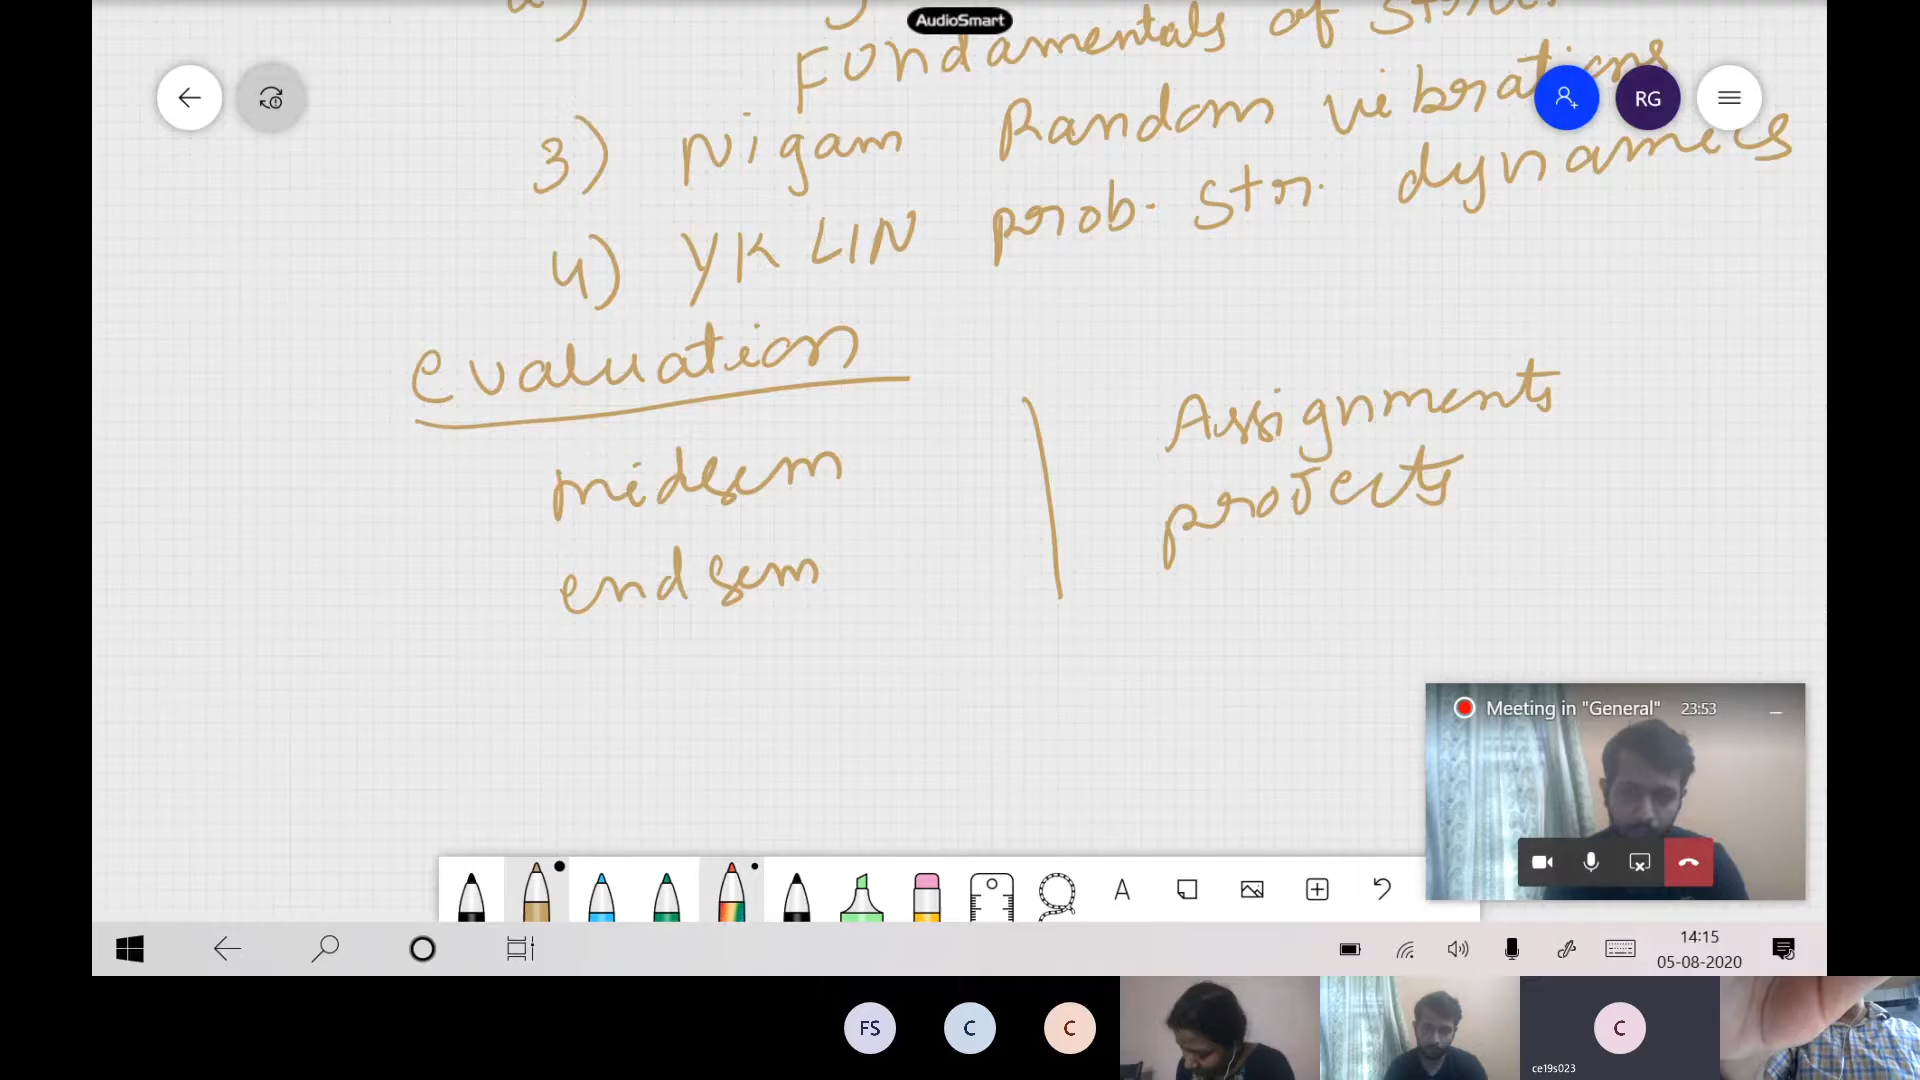 AudioSmart
2)
Fundamentals of
3) Nigam Random vibrations
4) YK LIN prob. Str. dynamics
RG
evaluation
midsem
endsem
Assignments
projects
Meeting in "General" 23:53
A
14:15
05-08-2020
FS
C
C
C
ce19s023